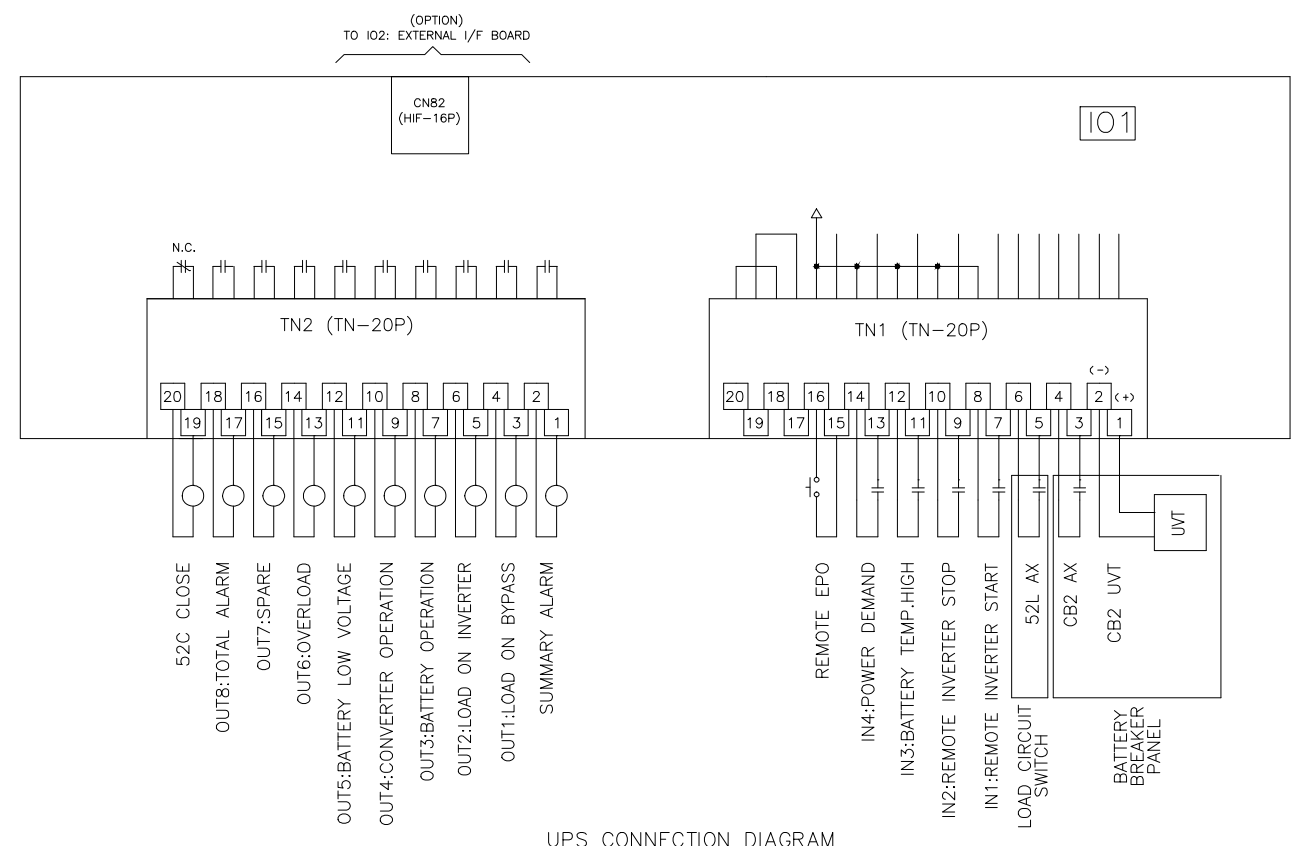 (OPTION)
TO IO2: EXTERNAL I/F BOARD
CN82
(HIF-16P)
IO1
N.C.
TN2 (TN-20P)
TN1 (TN-20P)
(-)
(+)
20 18 16 14 12 10 8 6 4 2
19 17 15 13 11 9 7 5 3 1
20 18 16 14 12 10 8 6 4 2
19 17 15 13 11 9 7 5 3 1
UVT
52C CLOSE
OUT8:TOTAL ALARM
OUT7:SPARE
OUT6:OVERLOAD
OUT5:BATTERY LOW VOLTAGE
OUT4:CONVERTER OPERATION
OUT3:BATTERY OPERATION
OUT2:LOAD ON INVERTER
OUT1:LOAD ON BYPASS
SUMMARY ALARM
REMOTE EPO
IN4:POWER DEMAND
IN3:BATTERY TEMP.HIGH
IN2:REMOTE INVERTER STOP
IN1:REMOTE INVERTER START
52L AX
LOAD CIRCUIT
SWITCH
CB2 AX
CB2 UVT
BATTERY
BREAKER
PANEL
UPS CONNECTION DIAGRAM